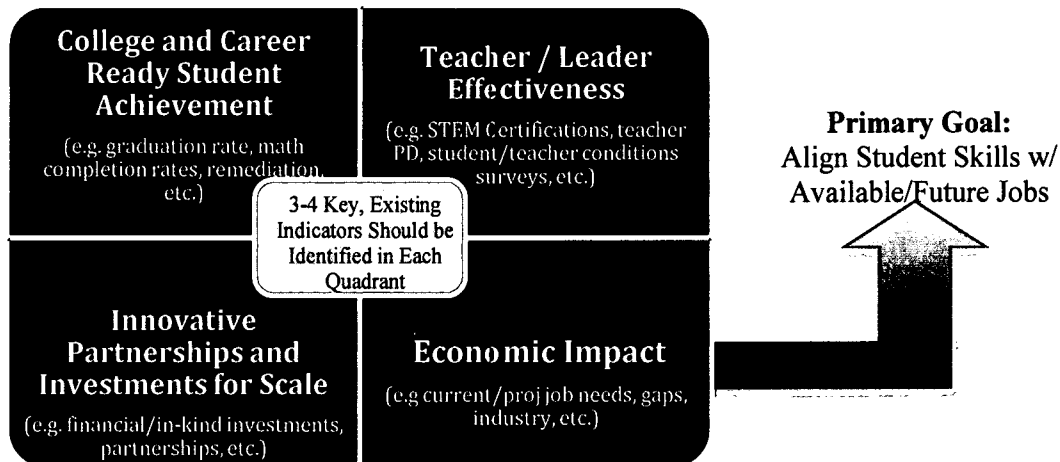 College and Career
Ready Student
Achievement
(e.g. graduation rate, math
completion rates, remediation,
etc.)
Teacher / Leader
Effectiveness
(e.g. STEM Certifications, teacher
PD, student/teacher conditions
surveys, etc.)
3-4 Key, Existing
Indicators Should be
Identified in Each
Quadrant
Innovative
Partnerships and
Investments for Scale
(e.g. financial/in-kind investments,
partnerships, etc.)
Economic Impact
(e.g current/proj job needs, gaps,
industry, etc.)
Primary Goal:
Align Student Skills w/
Available/Future Jobs